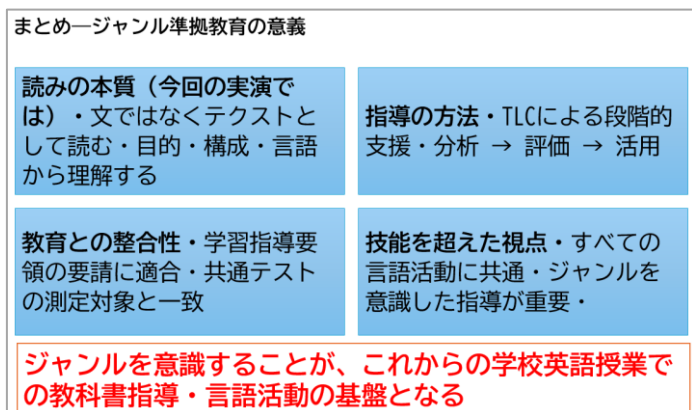 まとめ―ジャンル準拠教育の意義
読みの本質（今回の実演で
は）・文ではなくテクストと
して読む・目的・構成・言語
から理解する
指導の方法・TLCによる段階的
支援・分析 → 評価 → 活用
教育との整合性・学習指導要
領の要請に適合・共通テスト
の測定対象と一致
技能を超えた視点・すべての
言語活動に共通・ジャンルを
意識した指導が重要・
ジャンルを意識することが、これからの学校英語授業で
の教科書指導・言語活動の基盤となる